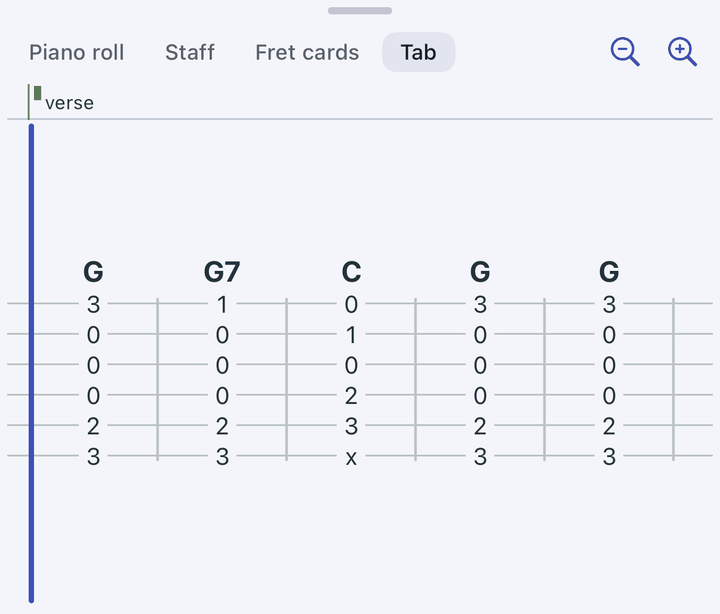 Piano roll Staff Fret cards Tab
verse
G G7 C G G
3 1 0 3 3
0 0 1 0 0
0 0 0 0 0
0 0 2 0 0
2 2 3 2 2
3 3 x 3 3